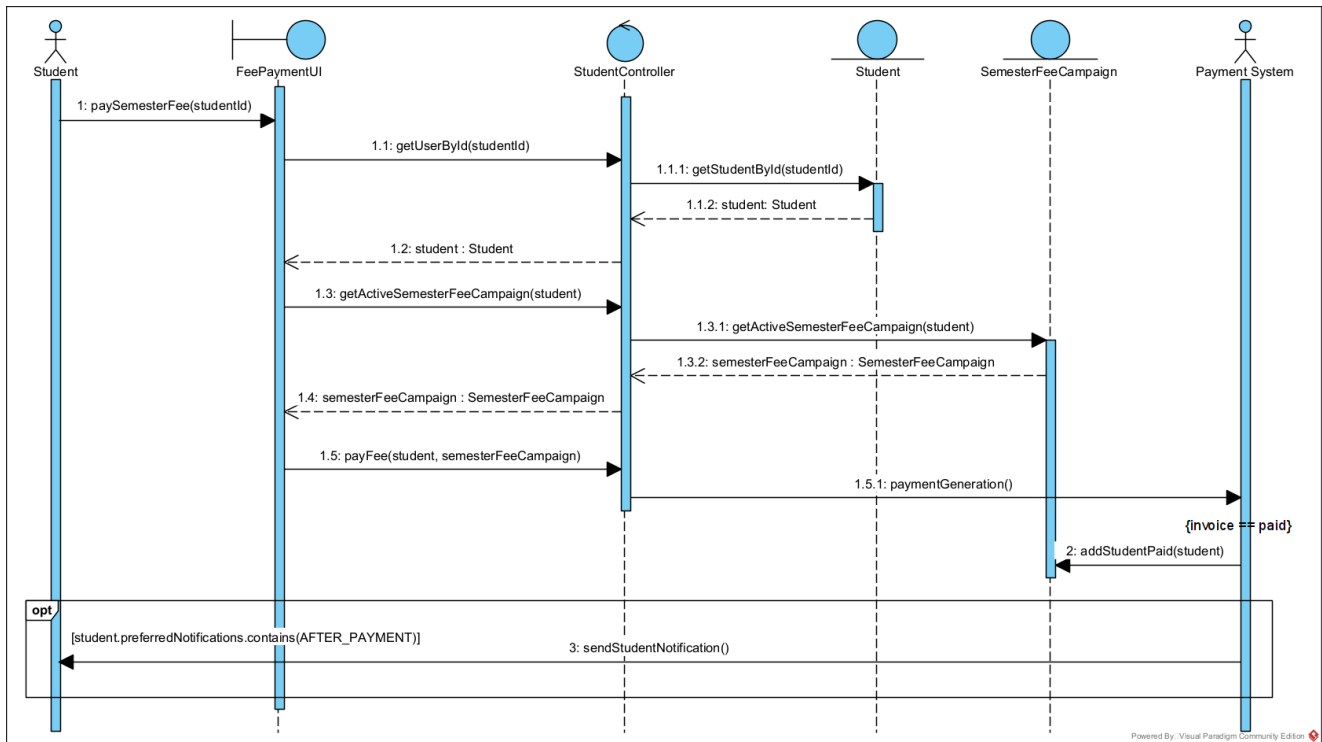 Student
FeePaymentUI
StudentController
Student
SemesterFeeCampaign
Payment System
1: paySemesterFee(studentId)
1.1: getUserById(studentId)
1.1.1: getStudentById(studentId)
1.1.2: student: Student
1.2: student : Student
1.3: getActiveSemesterFeeCampaign(student)
1.3.1: getActiveSemesterFeeCampaign(student)
1.3.2: semesterFeeCampaign : SemesterFeeCampaign
1.4: semesterFeeCampaign : SemesterFeeCampaign
1.5: payFee(student, semesterFeeCampaign)
1.5.1: paymentGeneration()
{invoice == paid}
2: addStudentPaid(student)
opt
[student.preferredNotifications.contains(AFTER_PAYMENT)]
3: sendStudentNotification()
Powered By Visual Paradigm Community Edition